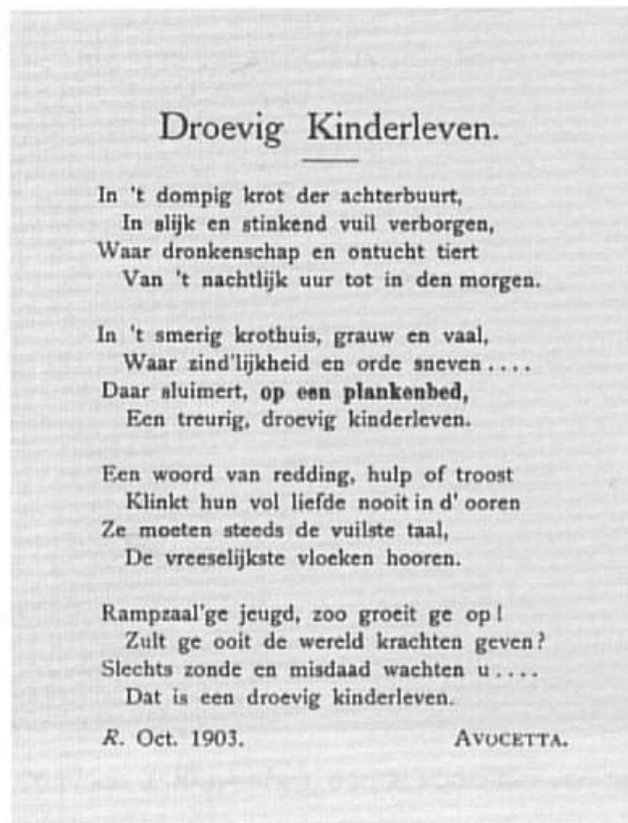 Droevig Kinderleven.
In 't dompig krot der achterbuurt,
In slijk en stinkend vuil verborgen,
Waar dronkenschap en ontucht tiert
Van 't nachtlijk uur tot in den morgen.
In 't smerig krothuis, grauw en vaal,
Waar zind'lijkheid en orde sneven ....
Daar sluimert, op een plankenbed,
Een treurig, droevig kinderleven.
Een woord van redding, hulp of troost
Klinkt hun vol liefde nooit in d' ooren
Ze moeten steeds de vuilste taal,
De vreeselijkste vloeken hooren.
Rampzaal'ge jeugd, zoo groeit ge op!
Zult ge ooit de wereld krachten geven?
Slechts zonde en misdaad wachten u ....
Dat is een droevig kinderleven.
R. Oct. 1903. AVOCETTA.